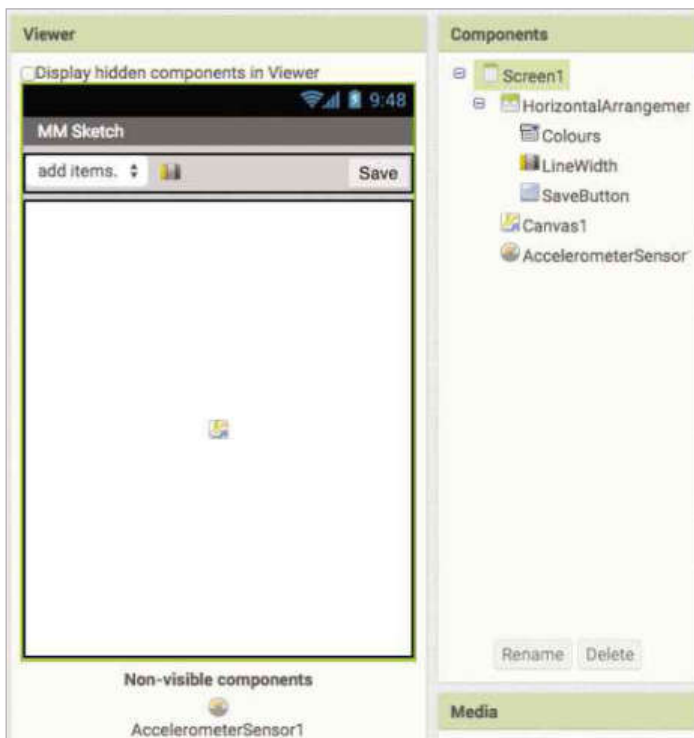 Viewer
Display hidden components in Viewer
9:48
MM Sketch
add items.
Save
Non-visible components
AccelerometerSensor1
Components
Screen1
HorizontalArrangemer
Colours
LineWidth
SaveButton
Canvas1
AccelerometerSensor
Rename Delete
Media